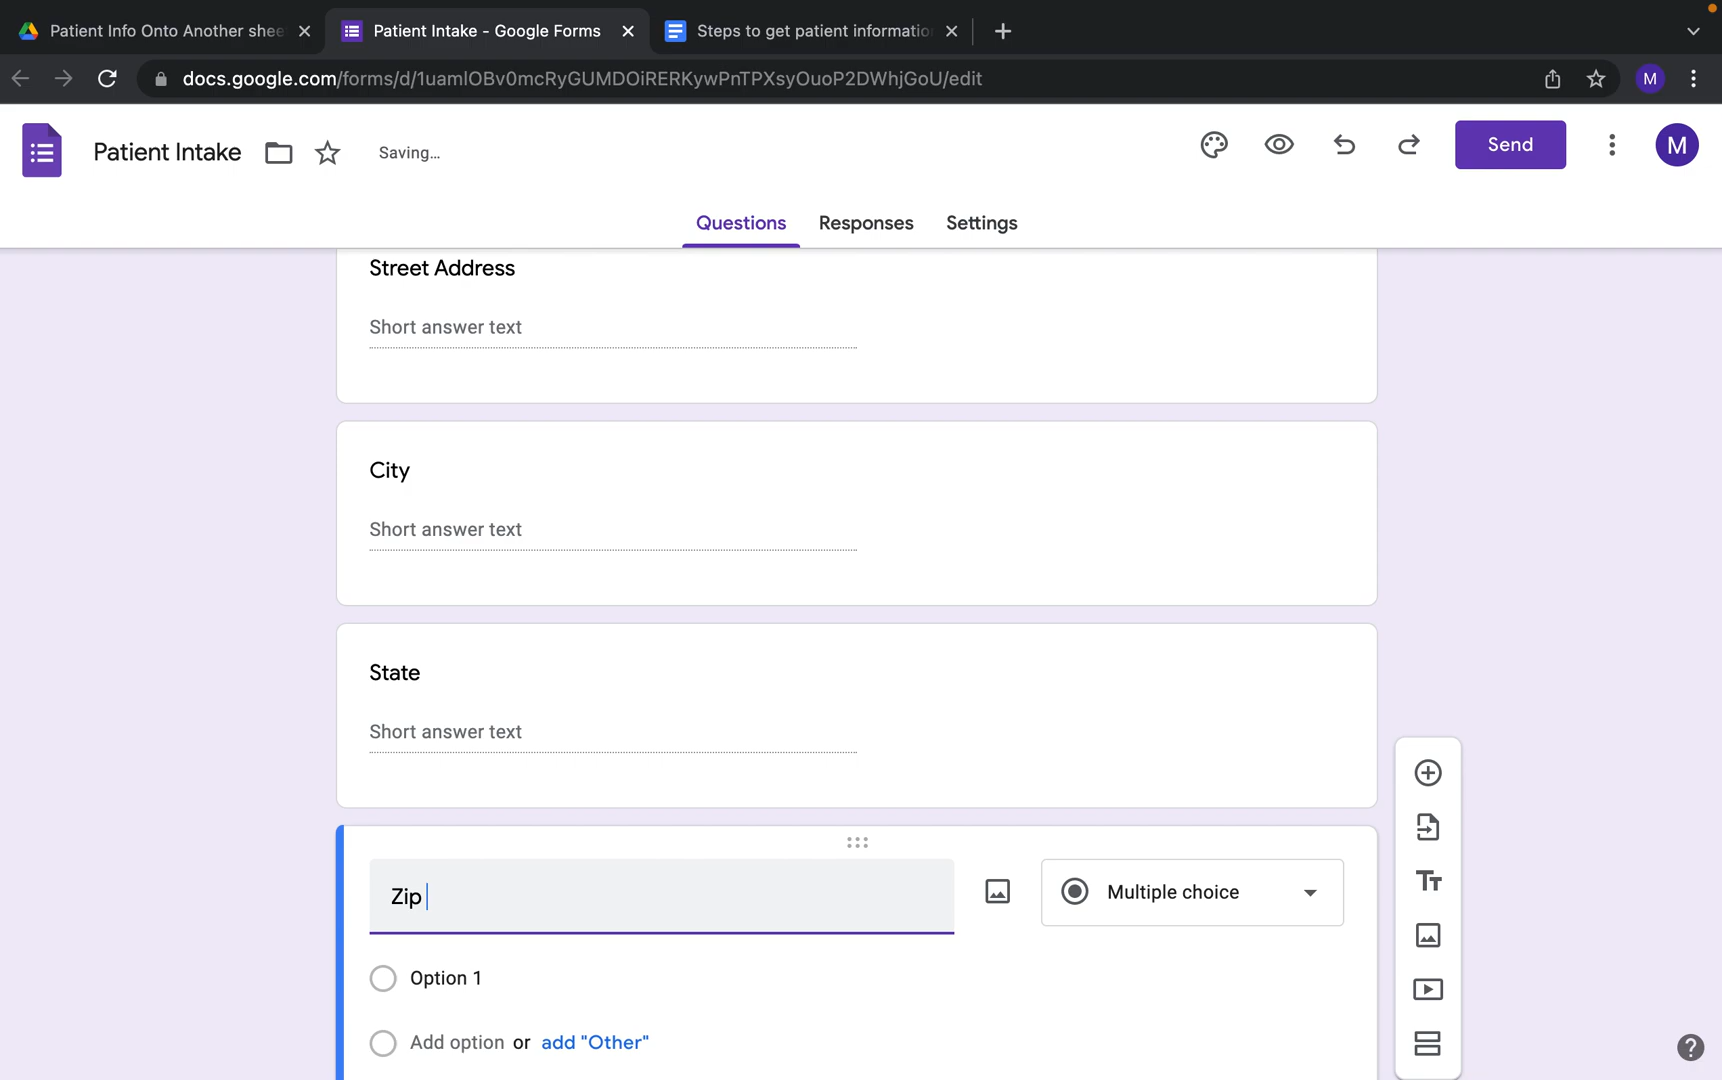 Patient Info Onto Another shee
Patient Intake - Google Forms
Steps to get patient informatio
docs.google.com/forms/d/1uamlOBv0mcRyGUMDOiRERKywPnTPXsyOuoP2DWhjGoU/edit
M
Patient Intake
Saving...
Send
M
Questions
Responses
Settings
Street Address
Short answer text
City
Short answer text
State
Short answer text
Zip
Multiple choice
Option 1
Add option or add "Other"